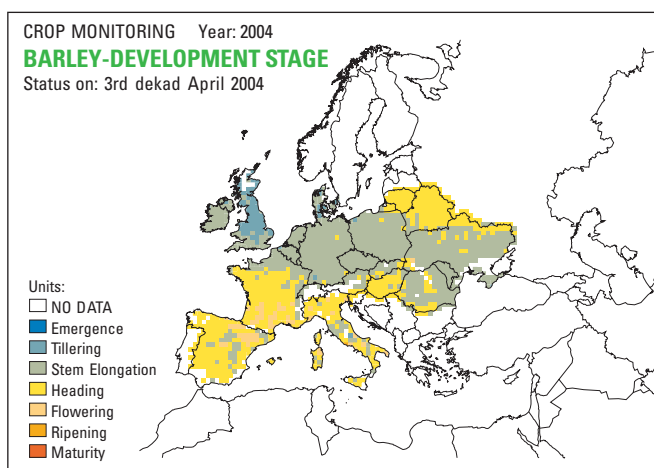 CROP MONITORING Year: 2004
BARLEY-DEVELOPMENT STAGE
Status on: 3rd dekad April 2004
Units:
NO DATA
Emergence
Tillering
Stem Elongation
Heading
Flowering
Ripening
Maturity